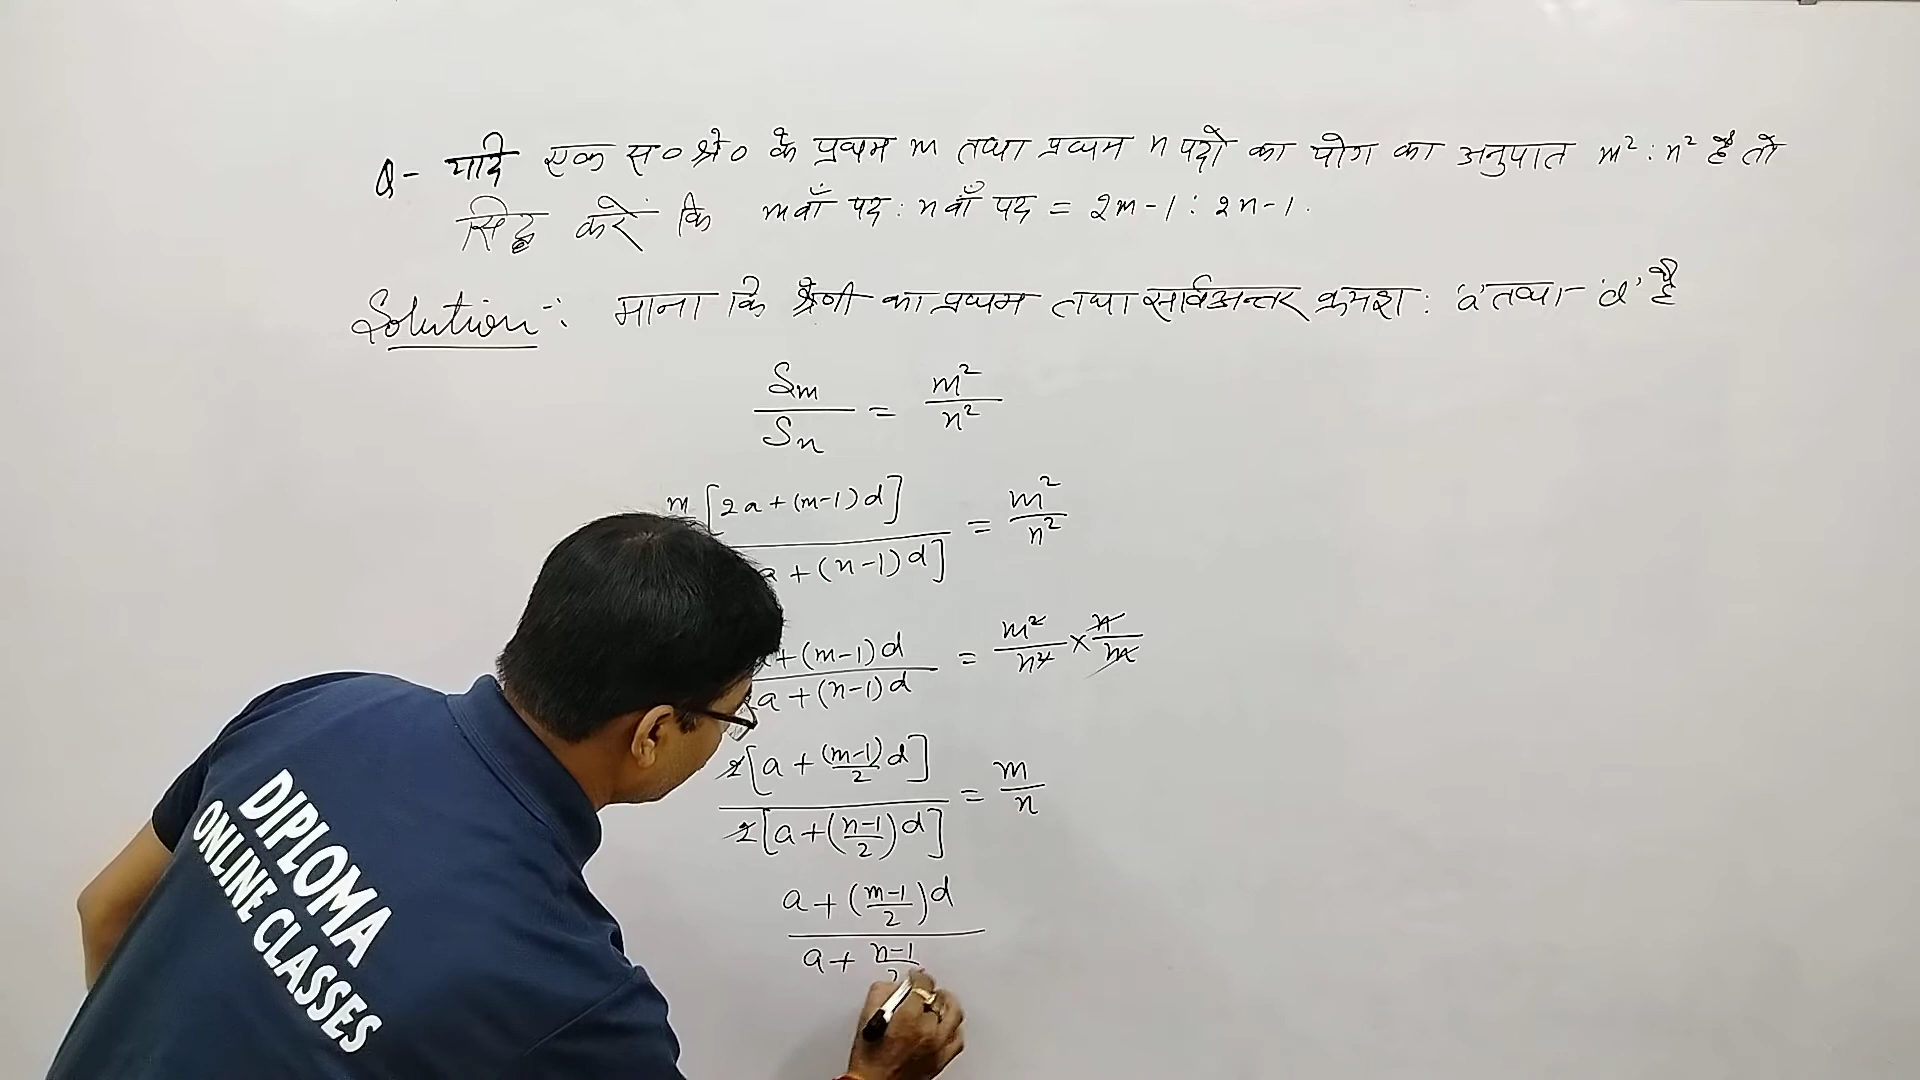 Q- यदि एक स० श्रे० के प्रथम m तथा प्रथम n पदों का योग का अनुपात m² : n² है तो
सिद्ध करें कि mवाँ पद : nवाँ पद = 2m-1 : 2n-1.
Solution :- माना कि श्रेणी का प्रथम तथा सार्वअन्तर क्रमशः 'a' तथा 'd' है
Sm/Sn = m²/n²
m [2a+(m-1)d] / a+(n-1)d] = m²/n²
+(m-1)d / a+(n-1)d = m²/n² × n/m
2[a+(m-1)/2 d] / 2[a+(n-1/2)d] = m/n
a+(m-1/2)d / a+ n-1/2
DIPLOMA
ONLINE CLASSES